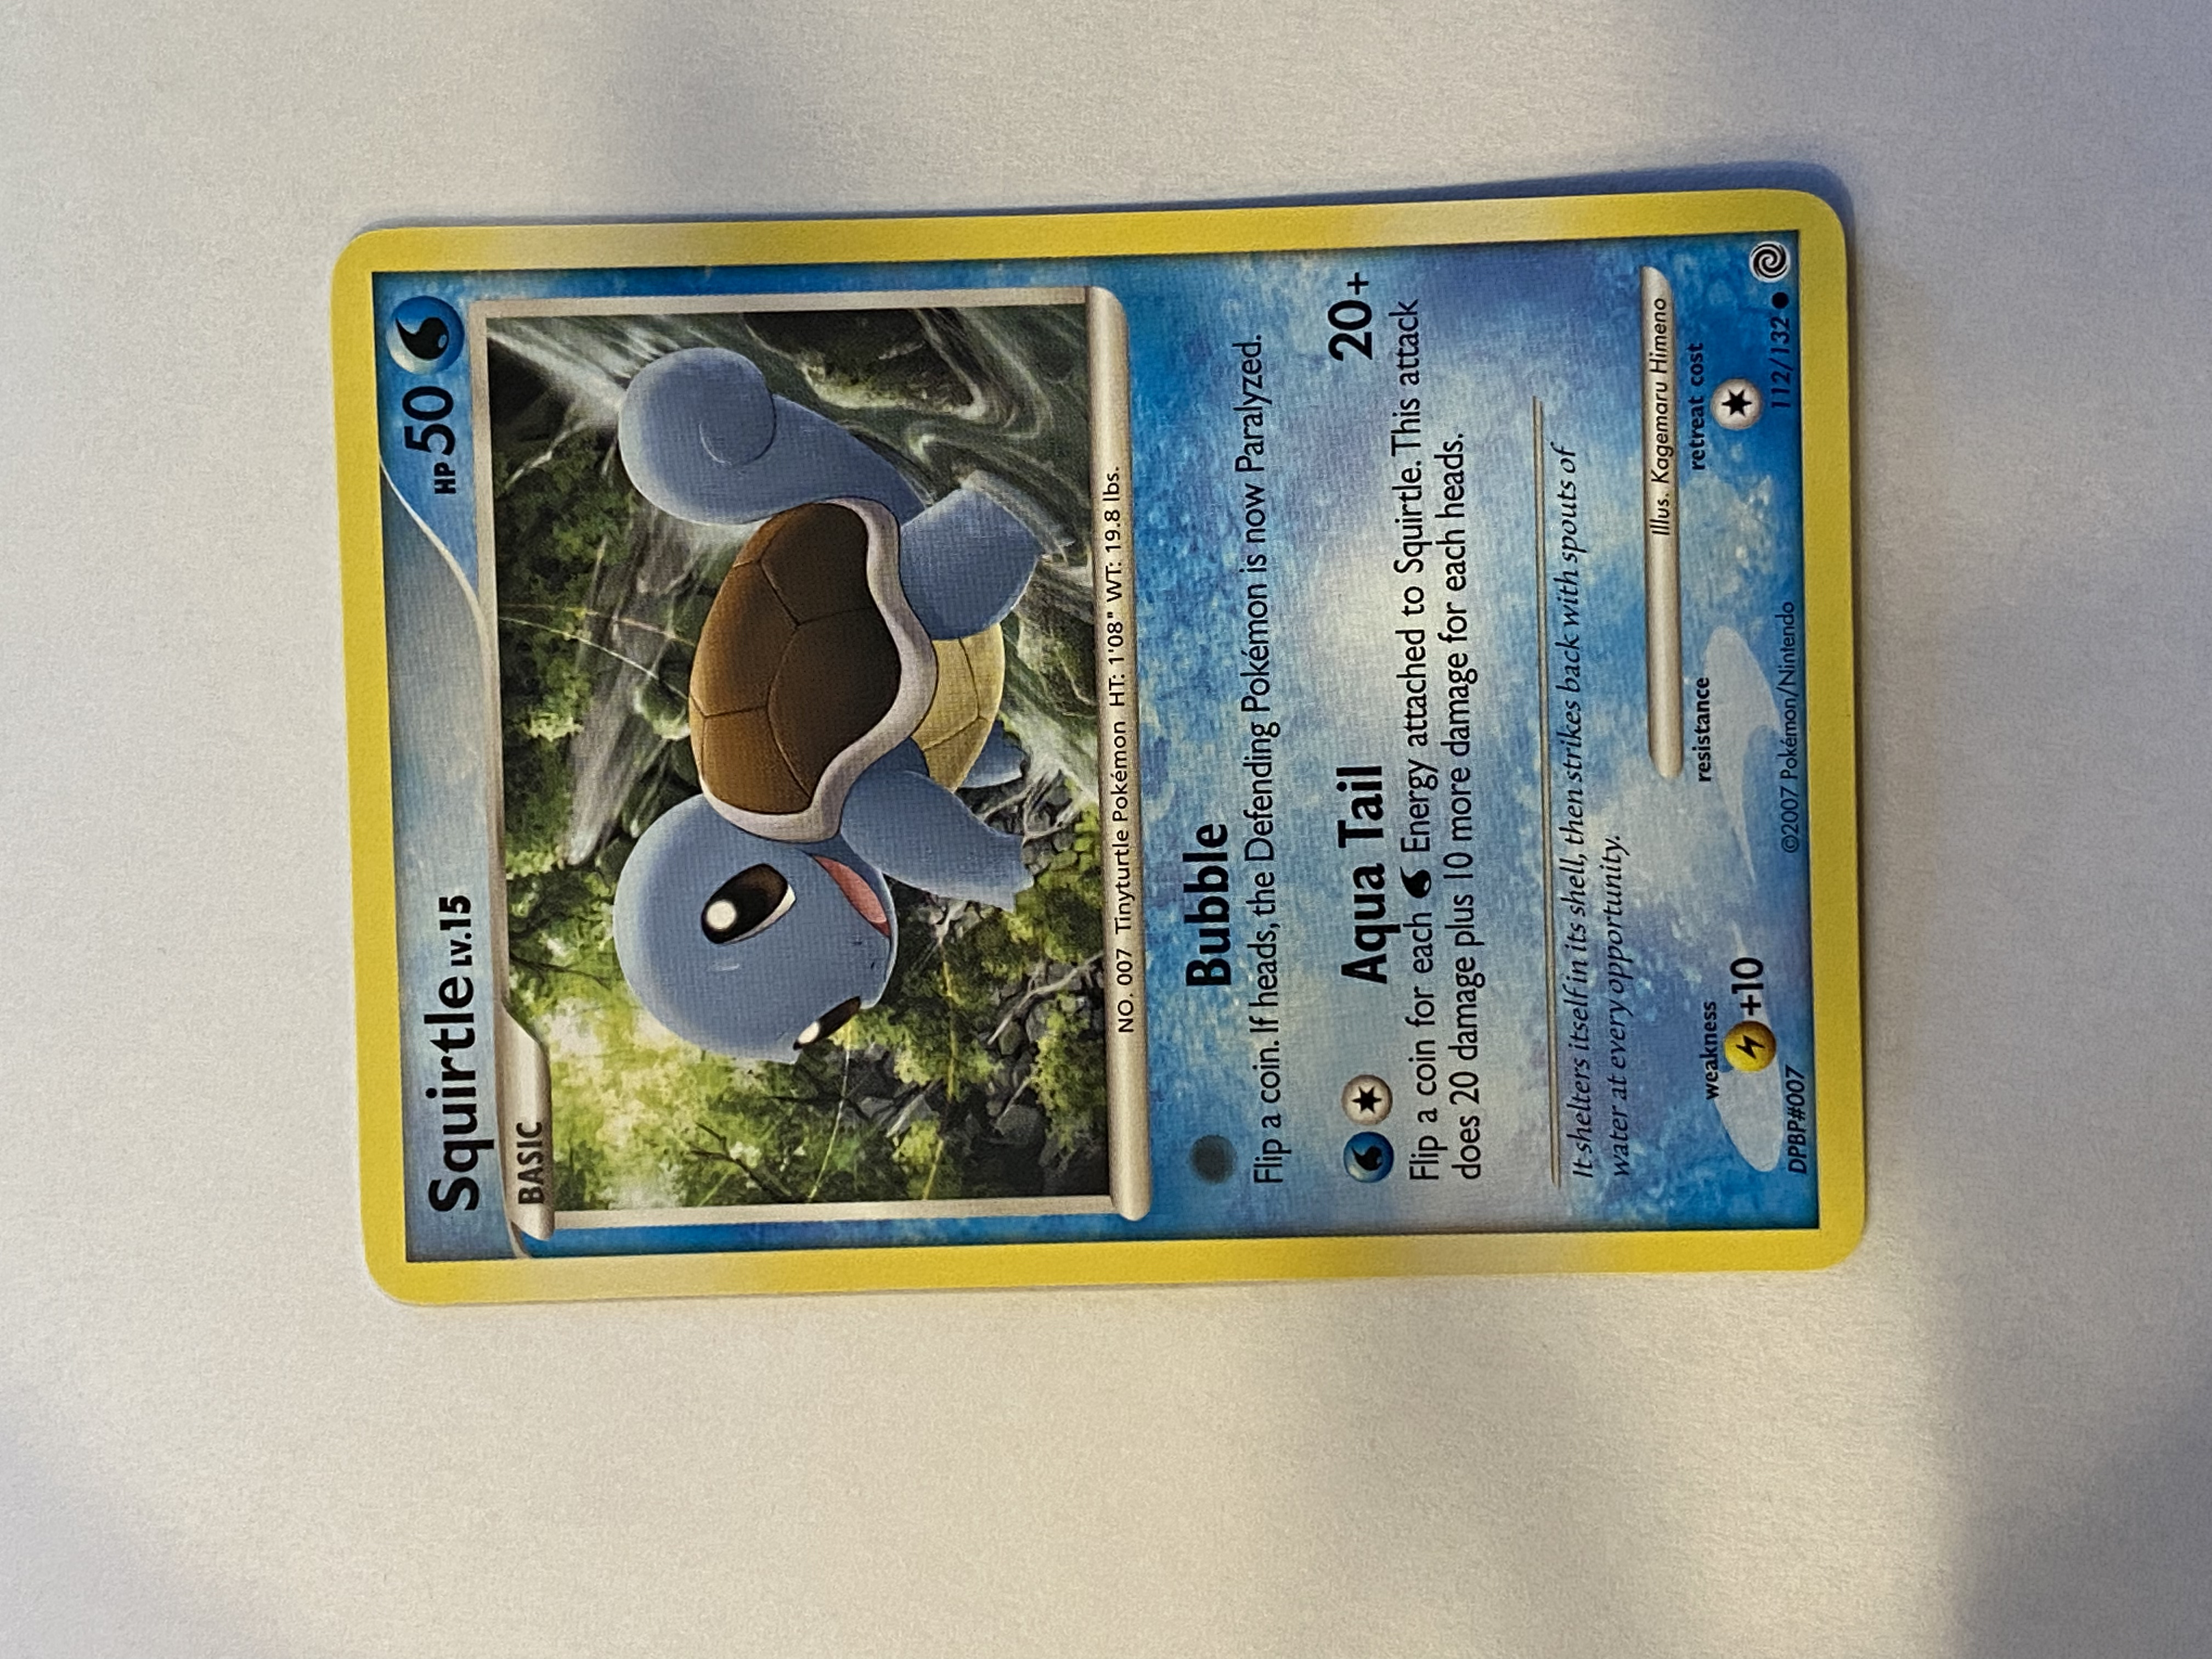 Squirtle LV.15
HP 50
BASIC
NO. 007 Tinyturtle Pokémon HT: 1'08" WT: 19.8 lbs.
Bubble
Flip a coin. If heads, the Defending Pokémon is now Paralyzed.
Aqua Tail 20+
Flip a coin for each Energy attached to Squirtle. This attack
does 20 damage plus 10 more damage for each heads.
It shelters itself in its shell, then strikes back with spouts of
water at every opportunity.
Illus. Kagemaru Himeno
weakness resistance retreat cost
+10
DPBP#007 ©2007 Pokémon/Nintendo 112/132